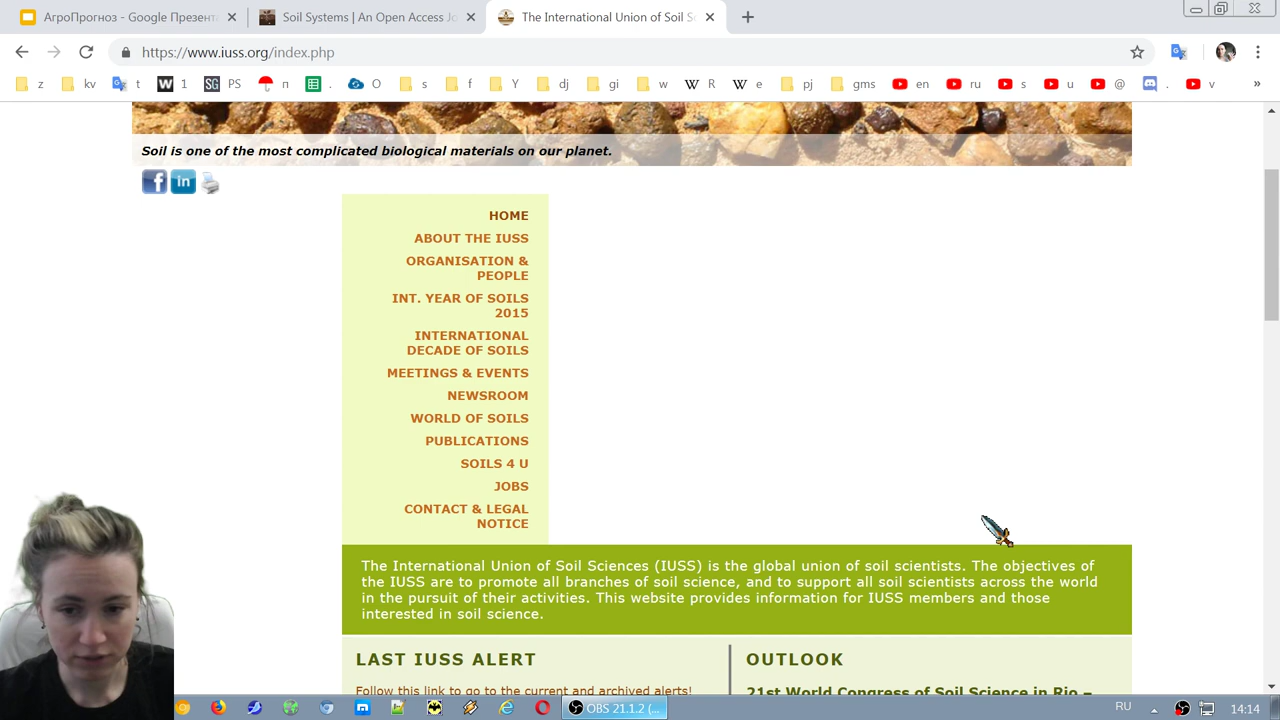 АгроПрогноз – Google Презент
Soil Systems | An Open Access Jo
The International Union of Soil S
https://www.iuss.org/index.php
z
kv
t
1
PS
п
.
O
s
f
Y
dj
gi
w
R
e
pj
gms
en
ru
s
u
@
.
v
»
Soil is one of the most complicated biological materials on our planet.
HOME
ABOUT THE IUSS
ORGANISATION &
PEOPLE
INT. YEAR OF SOILS
2015
INTERNATIONAL
DECADE OF SOILS
MEETINGS & EVENTS
NEWSROOM
WORLD OF SOILS
PUBLICATIONS
SOILS 4 U
JOBS
CONTACT & LEGAL
NOTICE
The International Union of Soil Sciences (IUSS) is the global union of soil scientists. The objectives of
the IUSS are to promote all branches of soil science, and to support all soil scientists across the world
in the pursuit of their activities. This website provides information for IUSS members and those
interested in soil science.
LAST IUSS ALERT
Follow this link to go to the current and archived alerts!
OUTLOOK
21st World Congress of Soil Science in Rio –
OBS 21.1.2 (...
RU
14:14